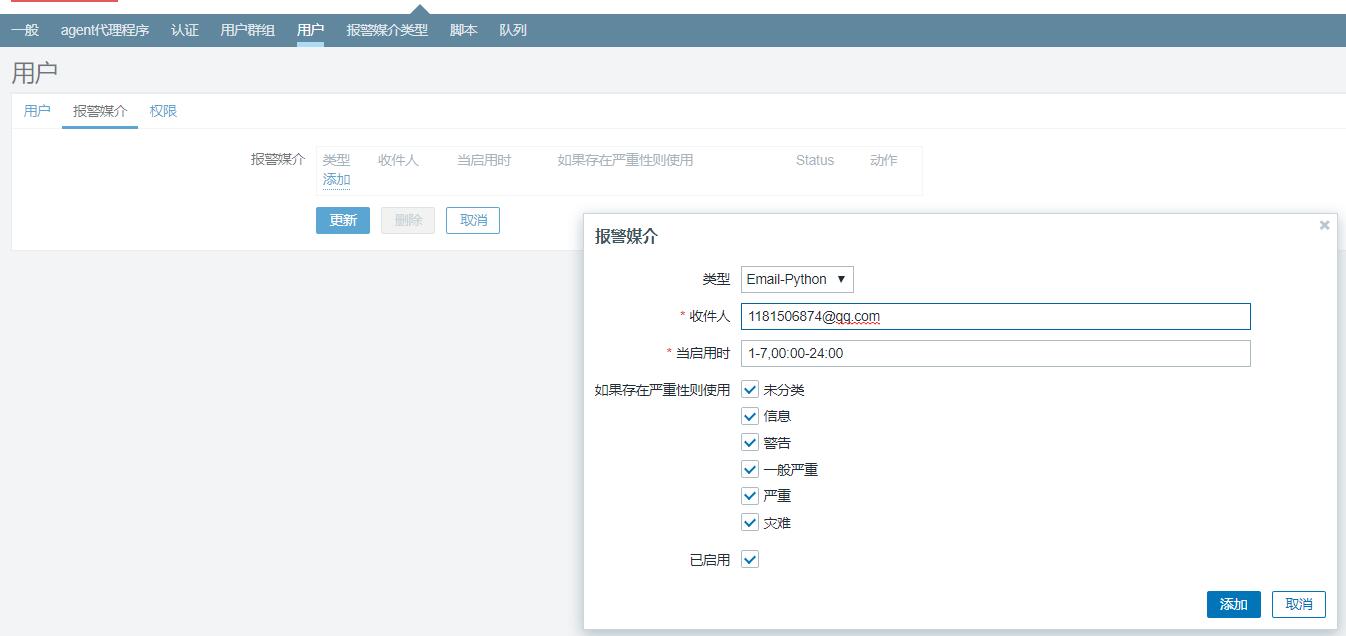 一般 agent代理程序 认证 用户群组 用户 报警媒介类型 脚本 队列
用户
用户 报警媒介 权限
报警媒介 类型 收件人 当启用时 如果存在严重性则使用 Status 动作
添加
更新 删除 取消
报警媒介
类型 Email-Python
* 收件人 1181506874@qq.com
* 当启用时 1-7,00:00-24:00
如果存在严重性则使用 未分类
信息
警告
一般严重
严重
灾难
已启用
添加 取消